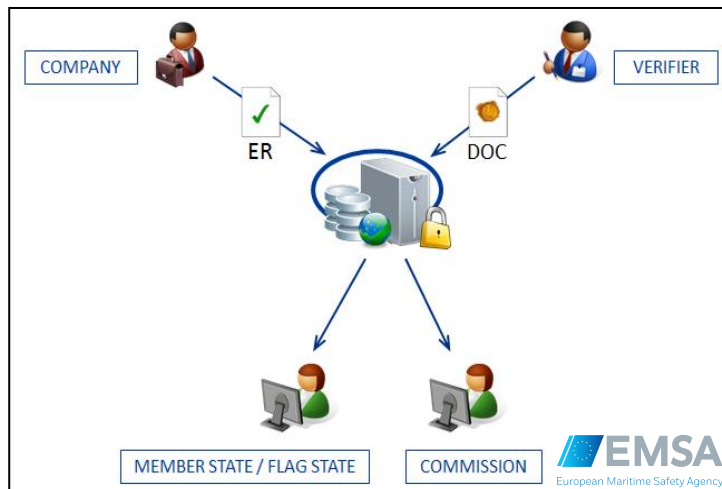 COMPANY
VERIFIER
ER
DOC
MEMBER STATE / FLAG STATE
COMMISSION
EMSA
European Maritime Safety Agency